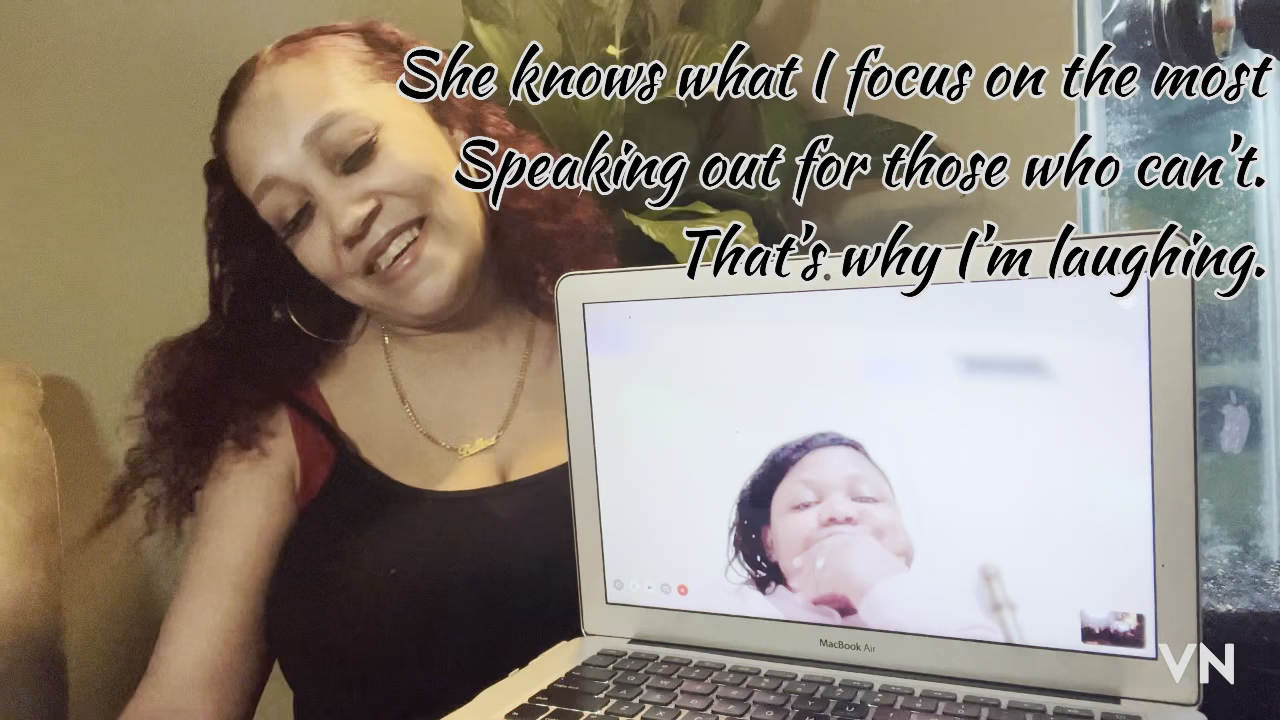 She knows what I focus on the most
Speaking out for those who can't.
That's why I'm laughing.
MacBook Air
VN